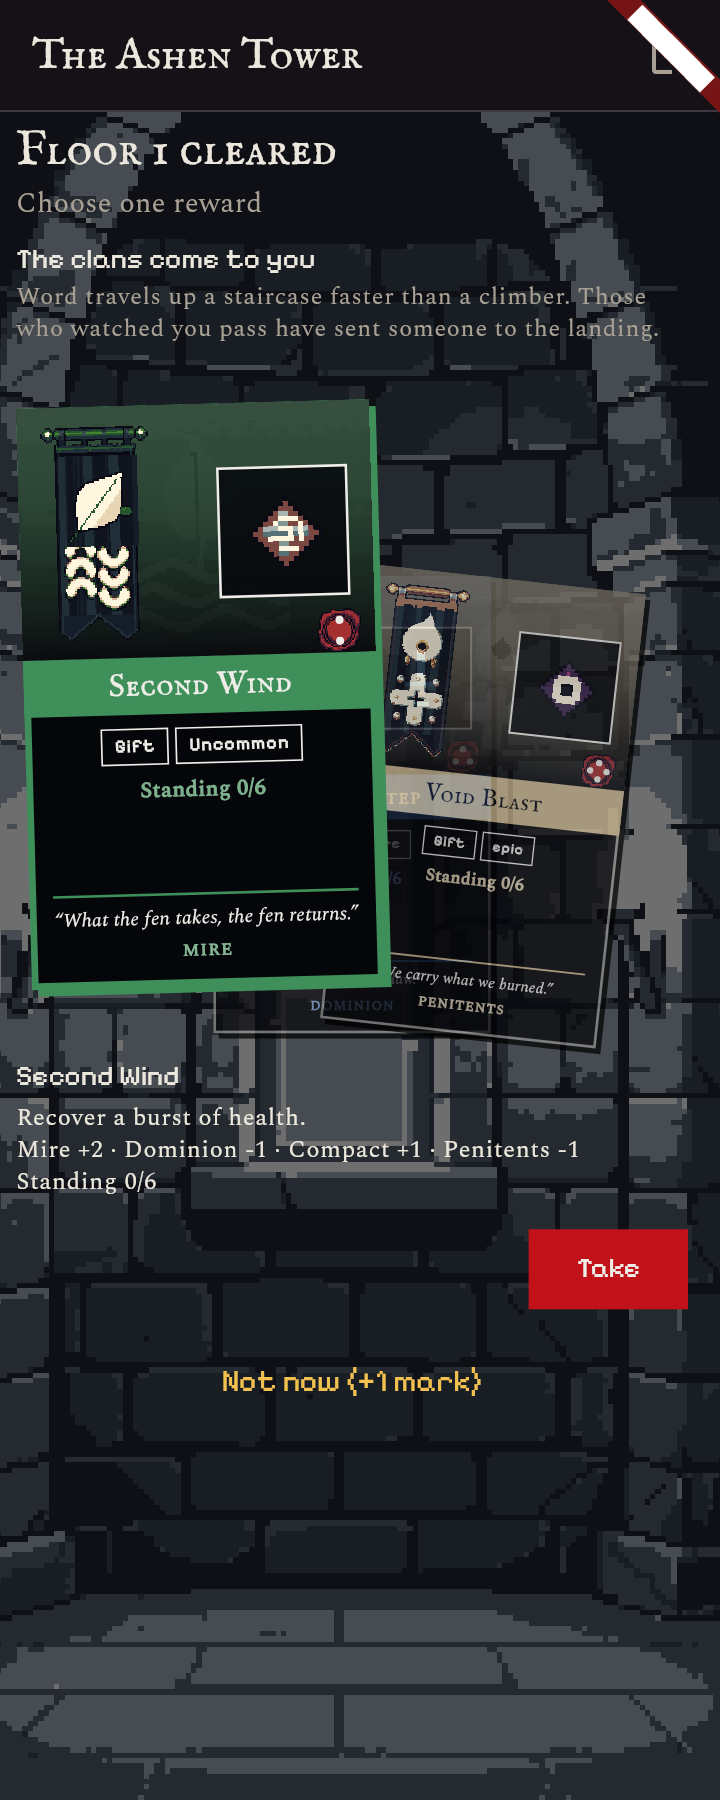 The Ashen Tower
Floor 1 cleared
Choose one reward
The clans come to you
Word travels up a staircase faster than a climber. Those
who watched you pass have sent someone to the landing.
Second Wind
Gift
Uncommon
Standing 0/6
“What the fen takes, the fen returns.”
MIRE
Void Blast
Gift
epic
Standing 0/6
carry what we burned.”
DOMINION
PENITENTS
Second Wind
Recover a burst of health.
Mire +2 · Dominion -1 · Compact +1 · Penitents -1
Standing 0/6
Take
Not now (+1 mark)